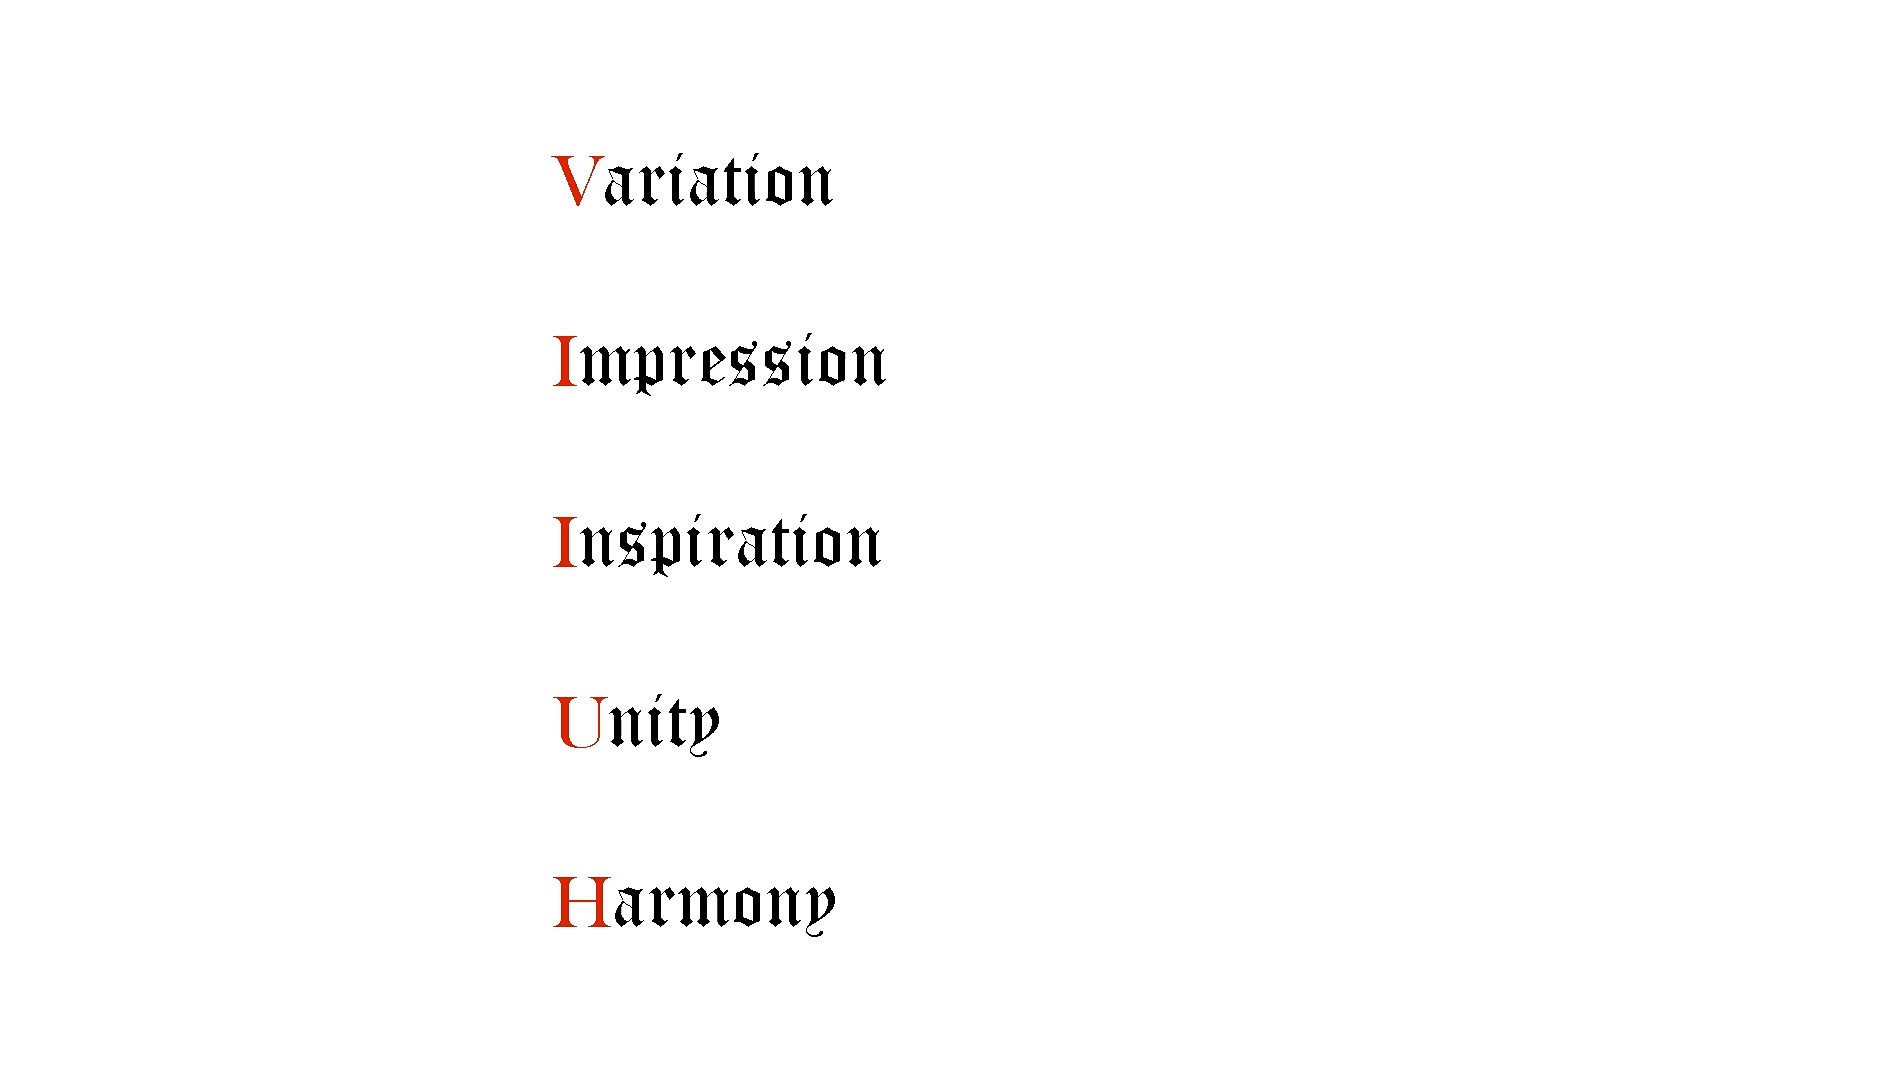 Variation
Impression
Inspiration
Unity
Harmony